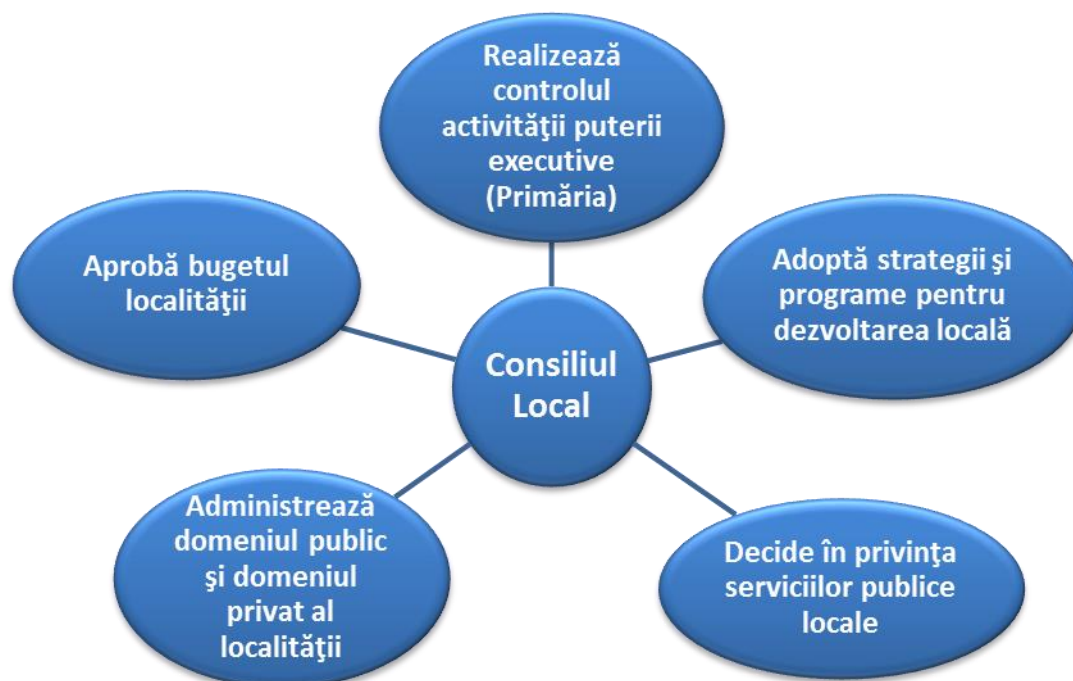 Realizează
controlul
activităţii puterii
executive
(Primăria)
Aprobă bugetul
localităţii
Adoptă strategii şi
programe pentru
dezvoltarea locală
Consiliul
Local
Administrează
domeniul public
şi domeniul
privat al
localităţii
Decide în privinţa
serviciilor publice
locale